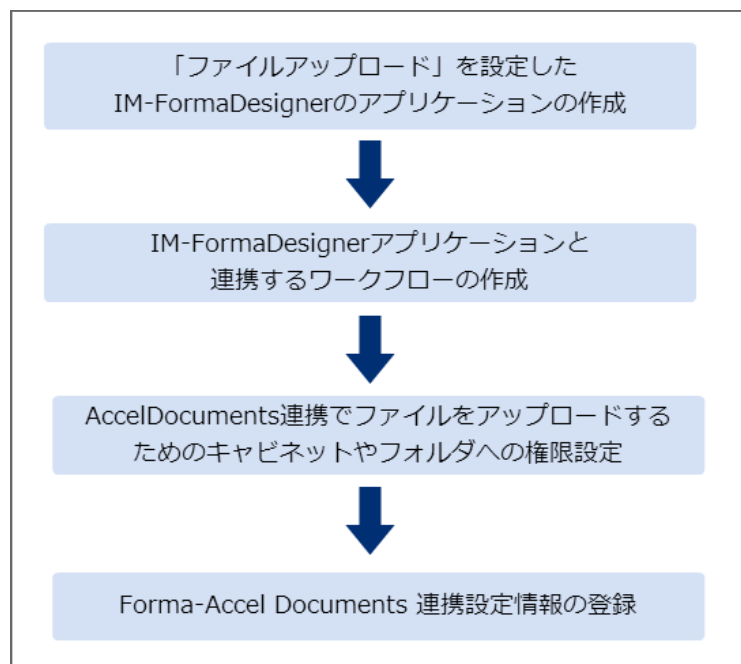 「ファイルアップロード」を設定した
IM-FormaDesignerのアプリケーションの作成
IM-FormaDesignerアプリケーションと
連携するワークフローの作成
AccelDocuments連携でファイルをアップロードする
ためのキャビネットやフォルダへの権限設定
Forma-Accel Documents 連携設定情報の登録